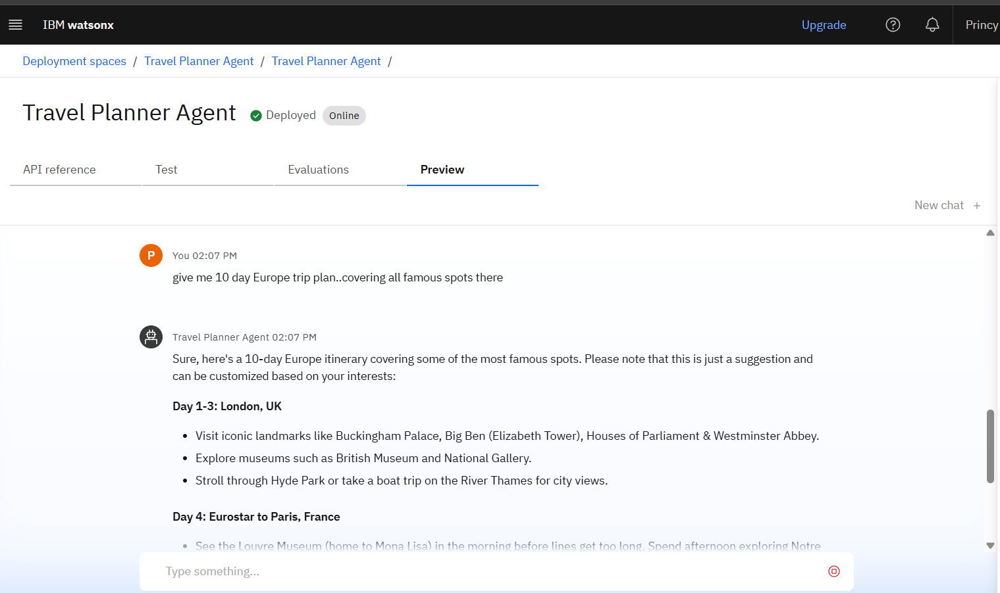 IBM watsonx
Upgrade
Princy
Deployment spaces / Travel Planner Agent / Travel Planner Agent /
Travel Planner Agent
Deployed
Online
API reference
Test
Evaluations
Preview
New chat +
P
You 02:07 PM
give me 10 day Europe trip plan..covering all famous spots there
Travel Planner Agent 02:07 PM
Sure, here's a 10-day Europe itinerary covering some of the most famous spots. Please note that this is just a suggestion and
can be customized based on your interests:
Day 1-3: London, UK
• Visit iconic landmarks like Buckingham Palace, Big Ben (Elizabeth Tower), Houses of Parliament & Westminster Abbey.
• Explore museums such as British Museum and National Gallery.
• Stroll through Hyde Park or take a boat trip on the River Thames for city views.
Day 4: Eurostar to Paris, France
• See the Louvre Museum (home to Mona Lisa) in the morning before lines get too long. Spend afternoon exploring Notre
Type something...